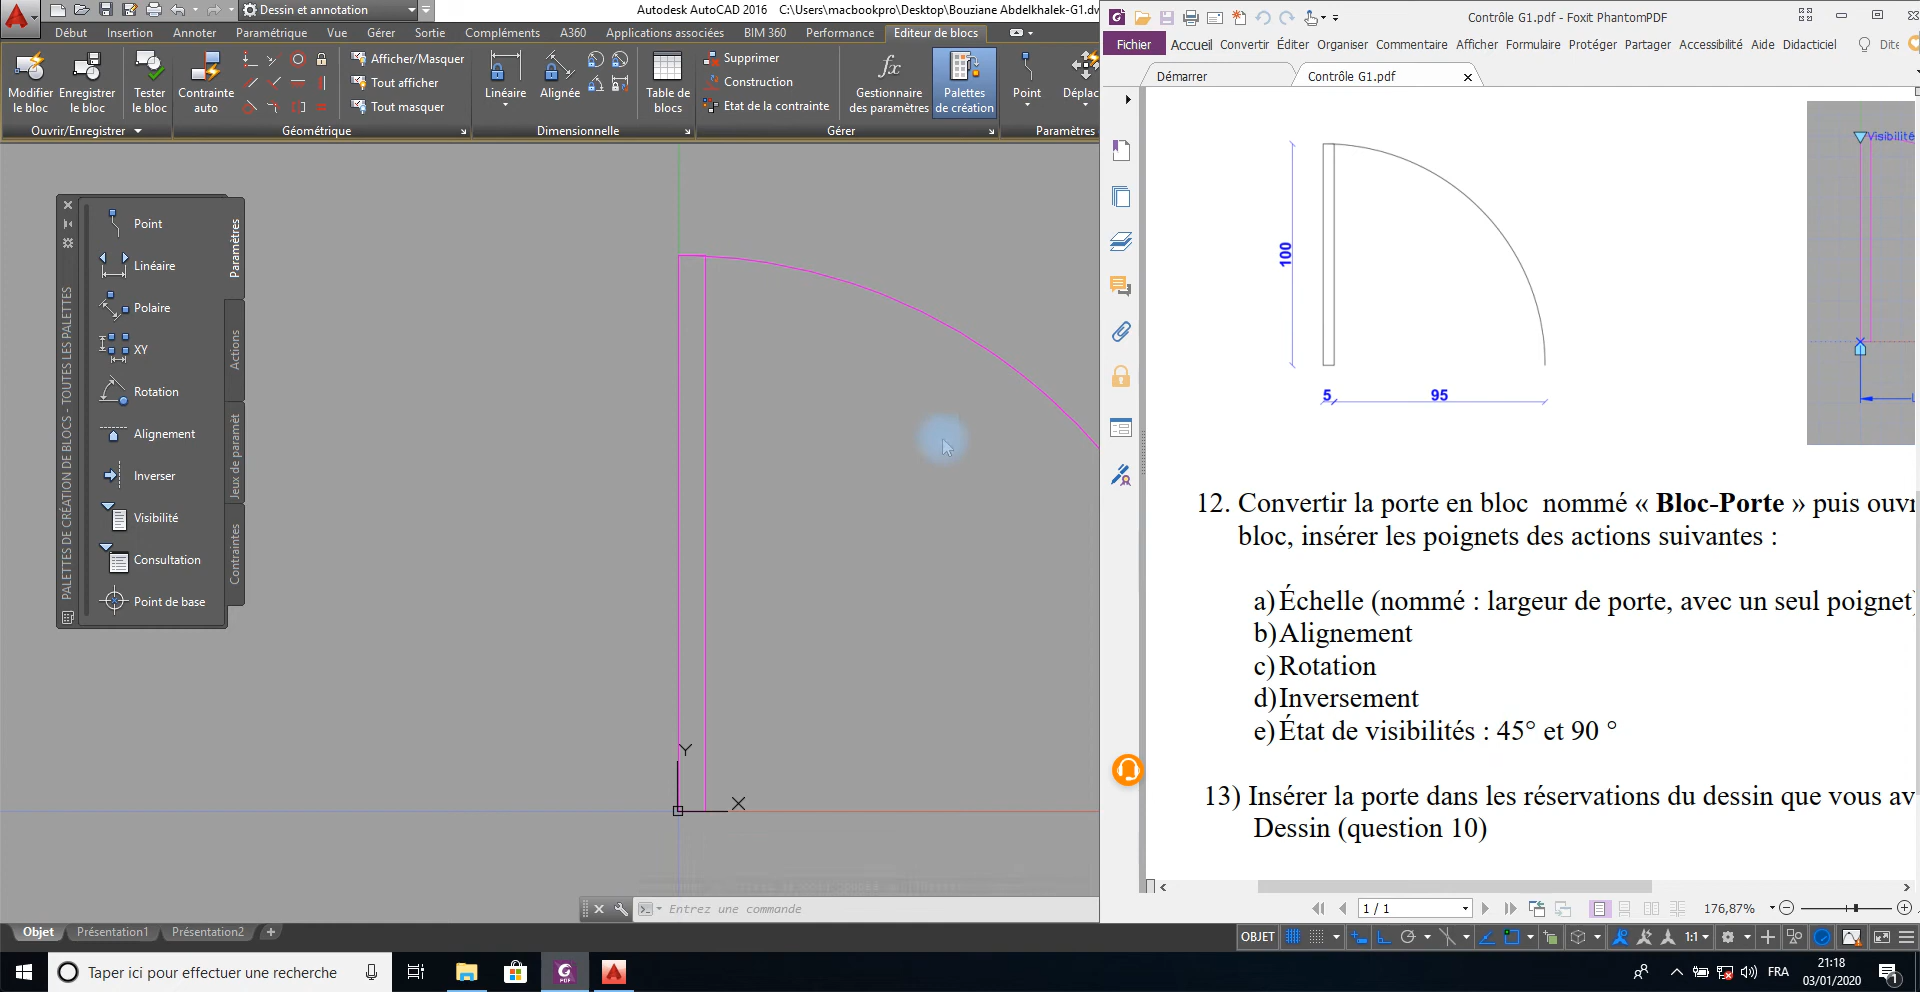 Dessin et annotation
Autodesk AutoCAD 2016 C:\Users\macbookpro\Desktop\Bouziane Abdelkhalek-G1.dw
Début Insertion Annoter Paramétrique Vue Gérer Sortie Compléments A360 Applications associées BIM 360 Performance Editeur de blocs
Modifier le bloc
Enregistrer le bloc
Tester le bloc
Contrainte auto
Afficher/Masquer
Tout afficher
Tout masquer
Linéaire
Alignée
Table de blocs
Supprimer
Construction
Etat de la contrainte
fx
Gestionnaire des paramètres
Palettes de création
Point
Déplac
Ouvrir/Enregistrer
Géométrique
Dimensionnelle
Gérer
Paramètres
PALETTES DE CRÉATION DE BLOCS - TOUTES LES PALETTES
Point
Linéaire
Polaire
XY
Rotation
Alignement
Inverser
Visibilité
Consultation
Point de base
Paramètres
Actions
Jeux de paramèt
Contraintes
Y
X
Entrez une commande
Objet Présentation1 Présentation2 +
Contrôle G1.pdf - Foxit PhantomPDF
Fichier Accueil Convertir Éditer Organiser Commentaire Afficher Formulaire Protéger Partager Accessibilité Aide Didacticiel Dite
Démarrer
Contrôle G1.pdf
100
5
95
Visibilité
12. Convertir la porte en bloc nommé « Bloc-Porte » puis ouvr
bloc, insérer les poignets des actions suivantes :
a) Échelle (nommé : largeur de porte, avec un seul poignet)
b) Alignement
c) Rotation
d) Inversement
e) État de visibilités : 45° et 90 °
13) Insérer la porte dans les réservations du dessin que vous av
Dessin (question 10)
1 / 1
176,87%
OBJET
1:1
Taper ici pour effectuer une recherche
PDF
FRA
21:18
03/01/2020
1